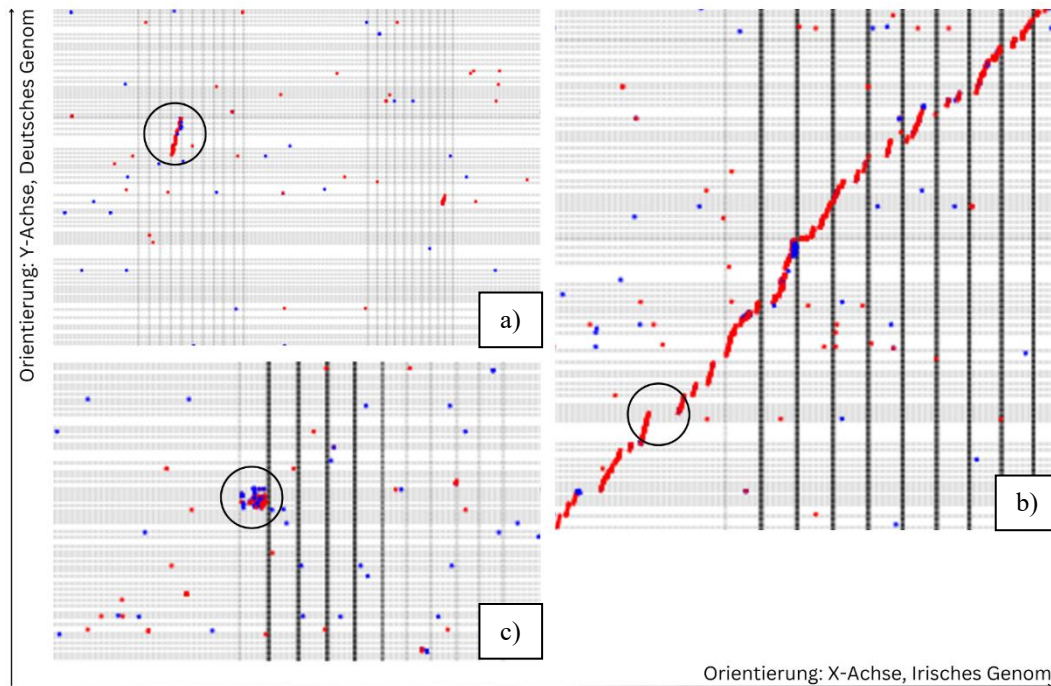 Orientierung: Y-Achse, Deutsches Genom
a)
b)
c)
Orientierung: X-Achse, Irisches Genom